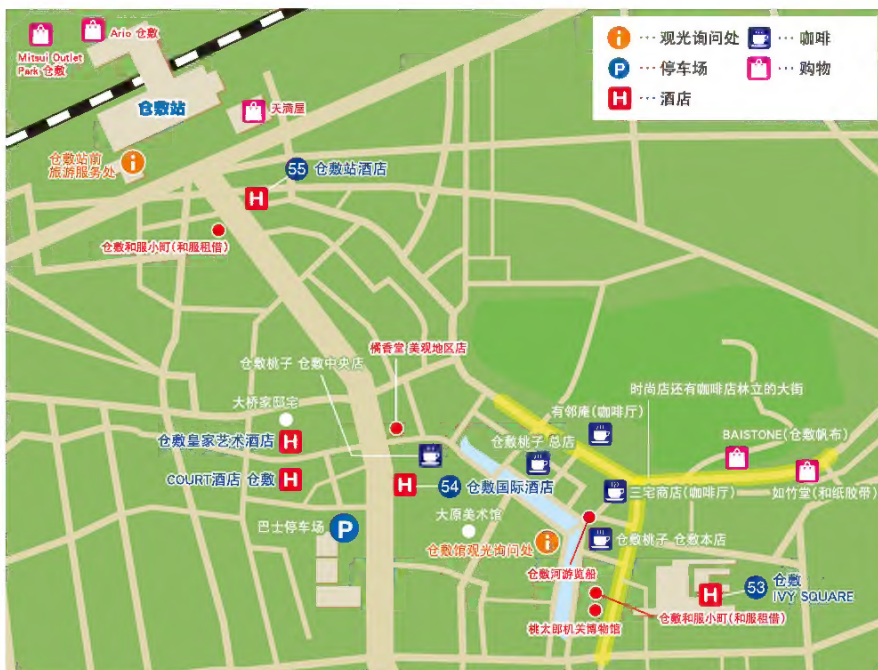 Ario 仓敷
Mitsui Outlet
Park 仓敷
仓敷站
天满屋
i … 观光询问处
… 咖啡
P … 停车场
… 购物
H … 酒店
仓敷站前
旅游服务处
i
55 仓敷站酒店
H
仓敷和服小町(和服租借)
橘香堂 美观地区店
仓敷桃子 仓敷中央店
时尚店还有咖啡店林立的大街
大桥家邸宅
有邻庵(咖啡厅)
仓敷皇家艺术酒店 H
仓敷桃子 总店
BAISTONE(仓敷帆布)
COURT酒店 仓敷 H
H 54 仓敷国际酒店
三宅商店(咖啡厅)
如竹堂(和纸胶带)
大原美术馆
巴士停车场 P
仓敷馆观光询问处 i
仓敷桃子 仓敷本店
仓敷河游览船
H 53 仓敷
IVY SQUARE
仓敷和服小町(和服租借)
桃太郎机关博物馆